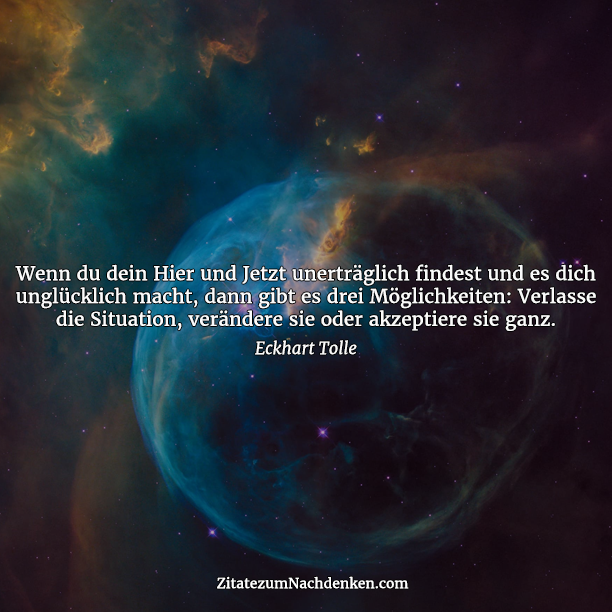 Wenn du dein Hier und Jetzt unerträglich findest und es dich
unglücklich macht, dann gibt es drei Möglichkeiten: Verlasse
die Situation, verändere sie oder akzeptiere sie ganz.
Eckhart Tolle
ZitatezumNachdenken.com